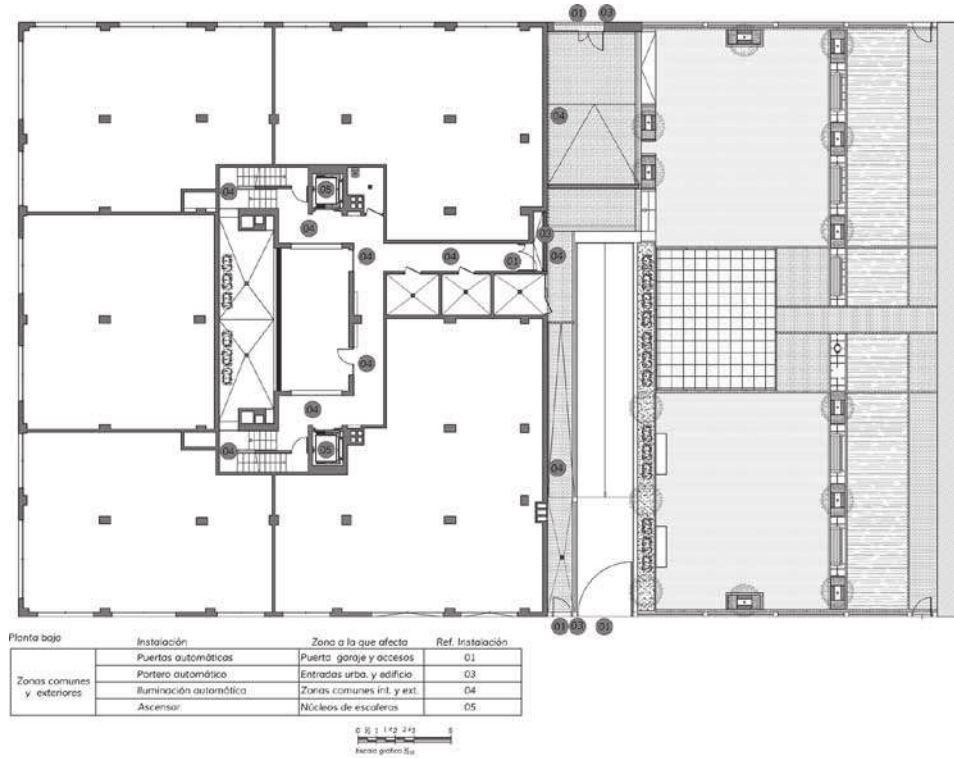 01 03
04
04 05
04 03
04 04 01 04
04
04
04 05
04
01 03 01
Planta baja Instalación Zona a la que afecta Ref. Instalación
Zonas comunes y exteriores
Puertas automáticas Puerta garaje y accesos 01
Portero automático Entradas urba. y edificio 03
Iluminación automática Zonas comunes int. y ext. 04
Ascensor Núcleos de escaleras 05
Escala gráfica